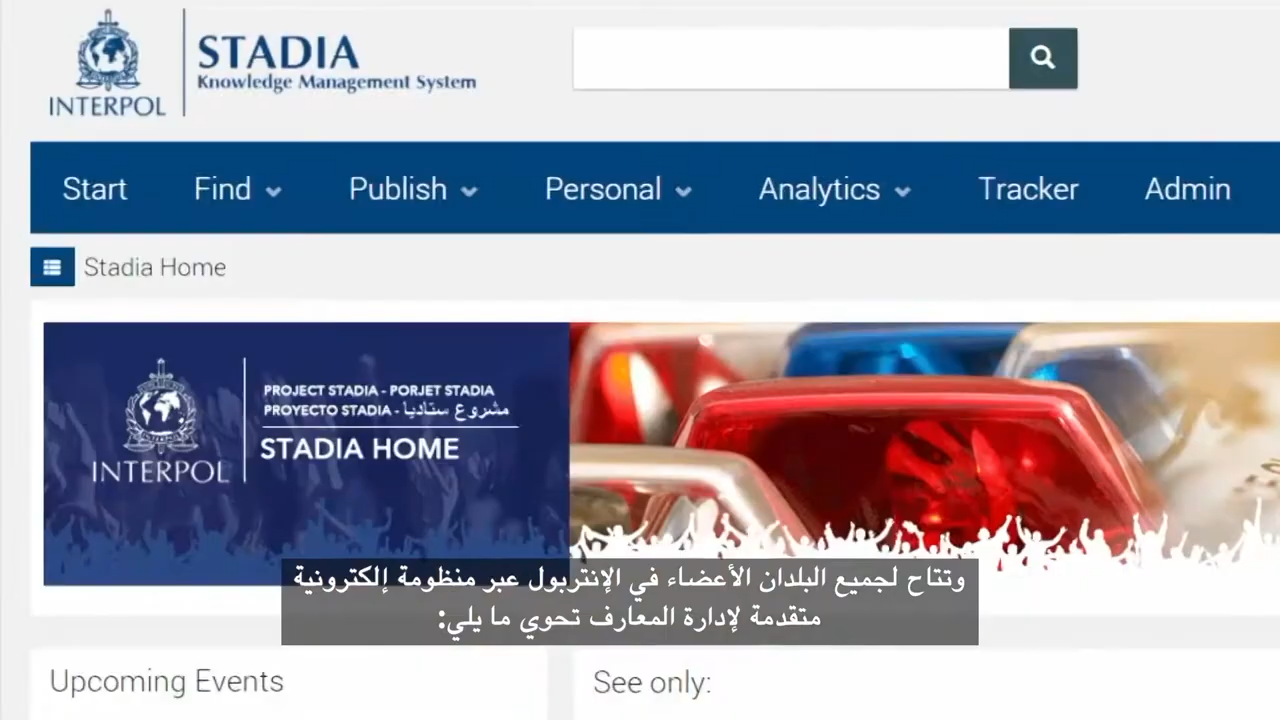 INTERPOL
STADIA
Knowledge Management System
Start Find Publish Personal Analytics Tracker Admin
Stadia Home
INTERPOL
PROJECT STADIA - PORJET STADIA
PROYECTO STADIA - مشروع ستاديا
STADIA HOME
وتتاح لجميع البلدان الأعضاء في الإنتربول عبر منظومة إلكترونية
متقدمة لإدارة المعارف تحوي ما يلي:
Upcoming Events
See only: